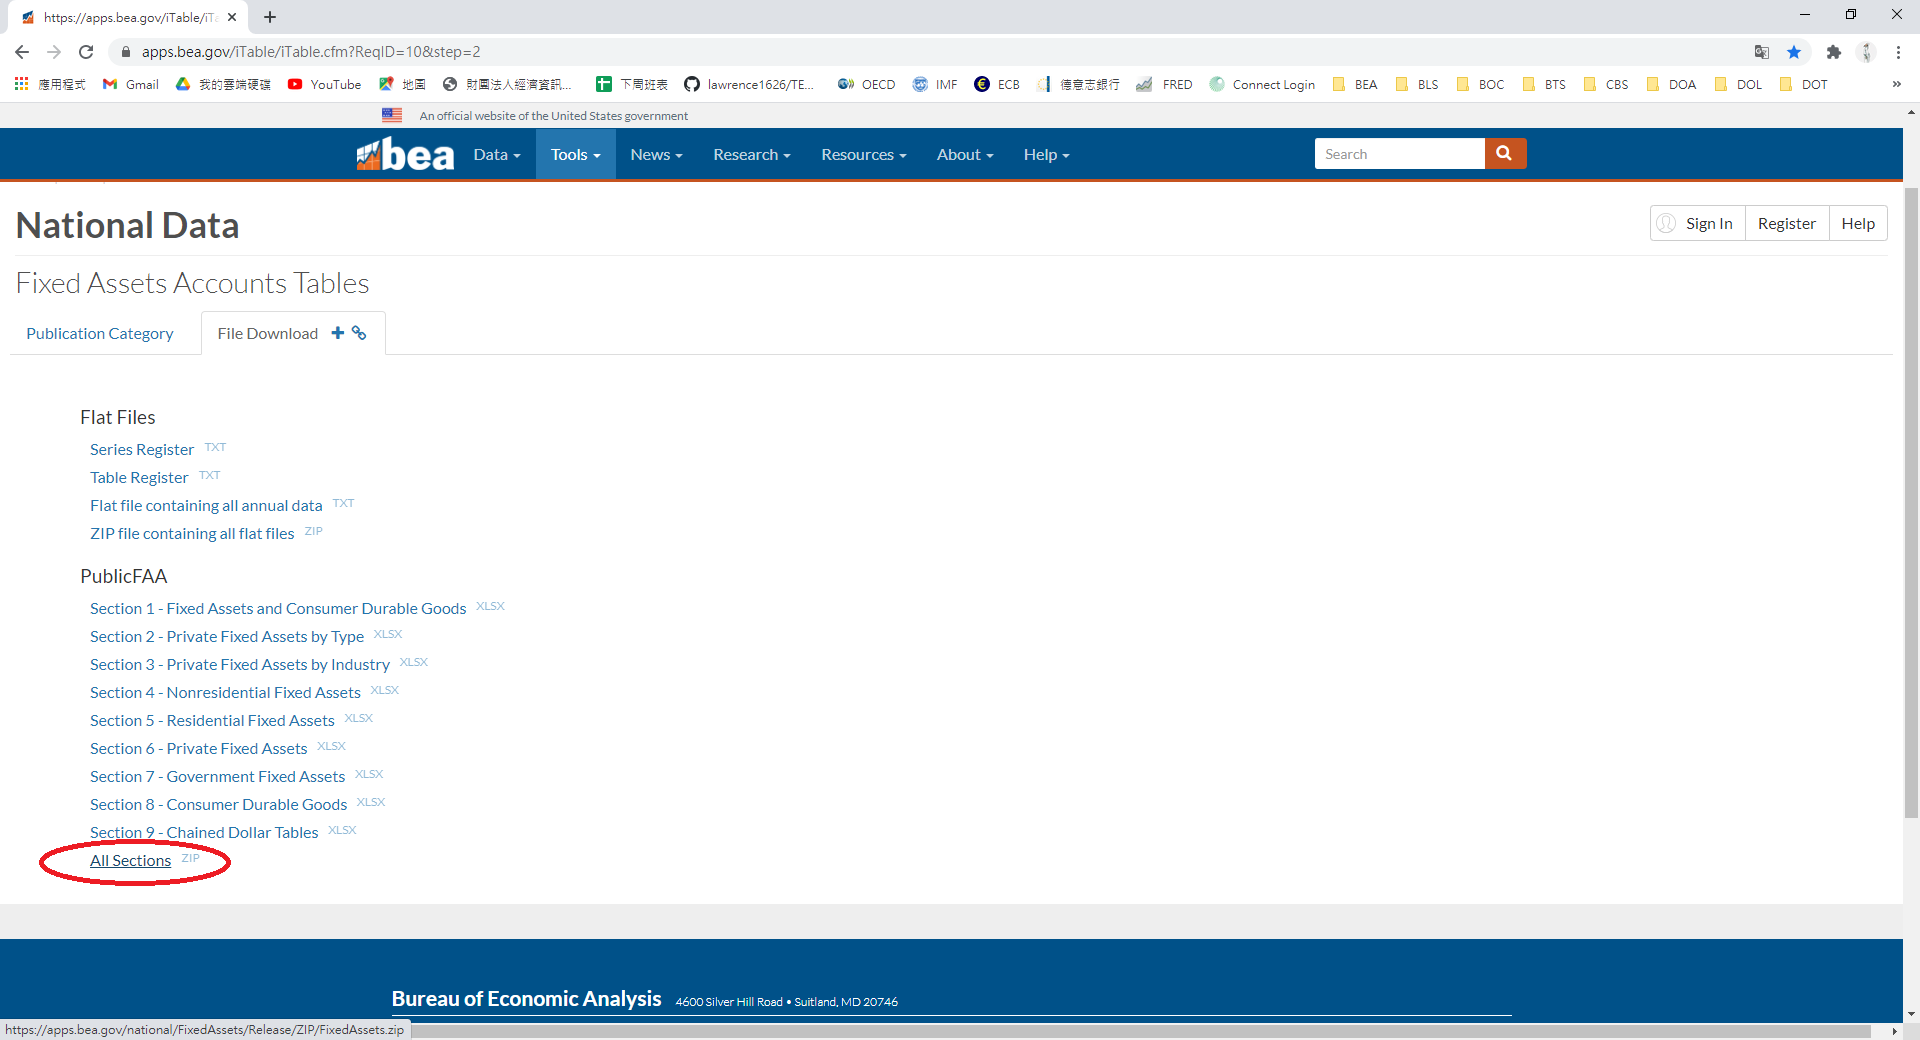 https://apps.bea.gov/iTable/iTa
apps.bea.gov/iTable/iTable.cfm?ReqID=10&step=2
應用程式 Gmail 我的雲端硬碟 YouTube 地圖 財團法人經濟資訊... 下周班表 lawrence1626/TE... OECD IMF ECB 德意志銀行 FRED Connect Login BEA BLS BOC BTS CBS DOA DOL DOT »
An official website of the United States government
bea Data Tools News Research Resources About Help Search
National Data
Sign In Register Help
Fixed Assets Accounts Tables
Publication Category File Download
Flat Files
Series Register TXT
Table Register TXT
Flat file containing all annual data TXT
ZIP file containing all flat files ZIP
PublicFAA
Section 1 - Fixed Assets and Consumer Durable Goods XLSX
Section 2 - Private Fixed Assets by Type XLSX
Section 3 - Private Fixed Assets by Industry XLSX
Section 4 - Nonresidential Fixed Assets XLSX
Section 5 - Residential Fixed Assets XLSX
Section 6 - Private Fixed Assets XLSX
Section 7 - Government Fixed Assets XLSX
Section 8 - Consumer Durable Goods XLSX
Section 9 - Chained Dollar Tables XLSX
All Sections ZIP
Bureau of Economic Analysis 4600 Silver Hill Road • Suitland, MD 20746
https://apps.bea.gov/national/FixedAssets/Release/ZIP/FixedAssets.zip